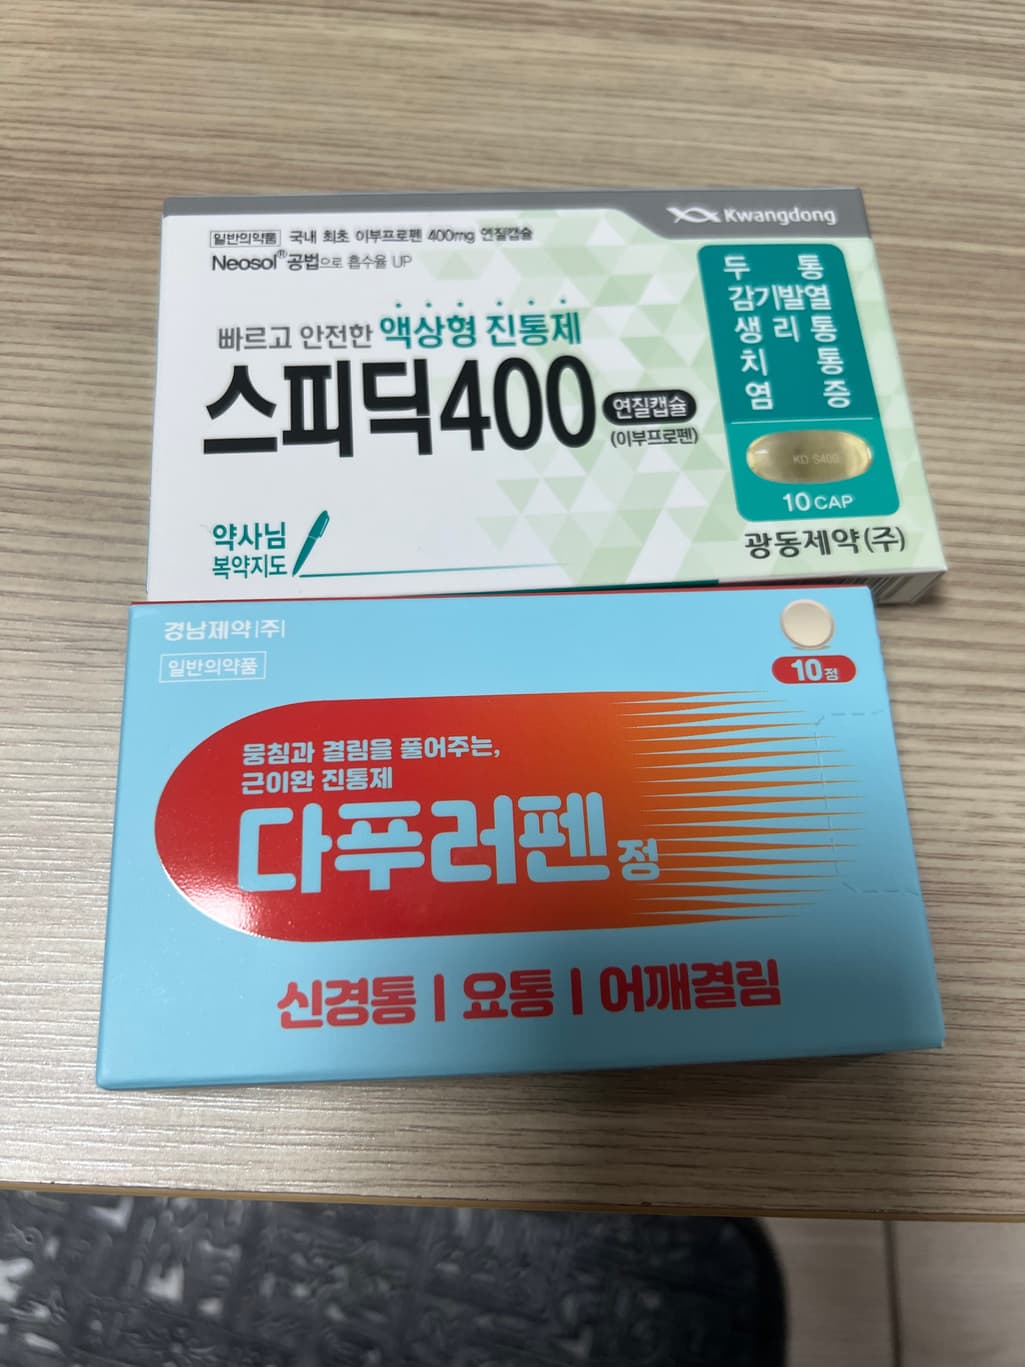 Kwangdong
일반의약품 국내 최초 이부프로펜 400mg 연질캡슐
Neosol® 공법으로 흡수율 UP
빠르고 안전한 액상형 진통제
스피딕400 연질캡슐
(이부프로펜)
두통
감기발열
생리통
치통
염증
KD S400
10 CAP
약사님
복약지도
광동제약(주)
경남제약(주)
일반의약품
10정
뭉침과 결림을 풀어주는,
근이완 진통제
다푸러펜정
신경통 | 요통 | 어깨결림